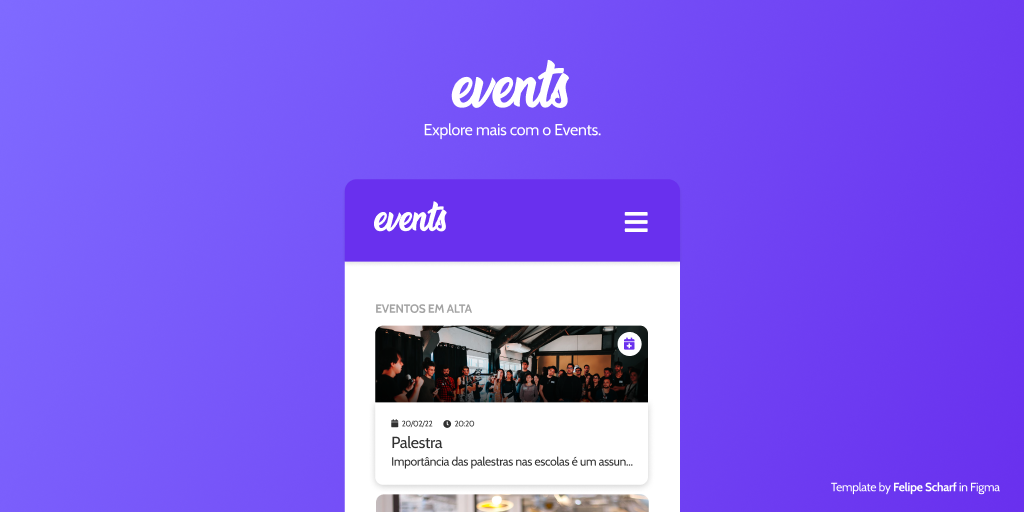 events
Explore mais com o Events.
events
EVENTOS EM ALTA
20/02/22 20:20
Palestra
Importância das palestras nas escolas é um assun...
Template by Felipe Scharf in Figma